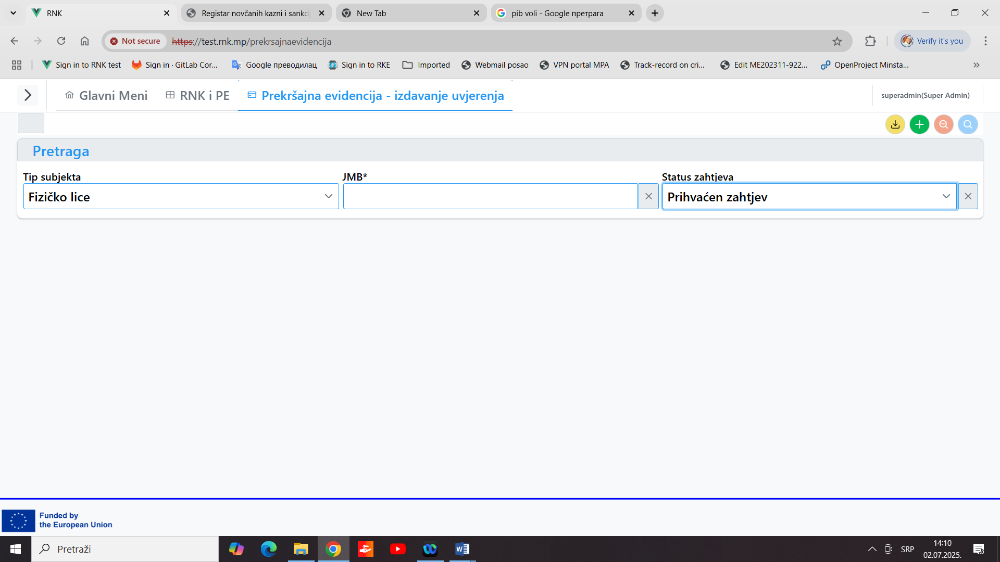 RNK
Registar novčanih kazni i sankci
New Tab
pib voli - Google претрага
Not secure
https://test.rnk.mp/prekrsajnaevidencija
Verify it's you
Sign in to RNK test
Sign in · GitLab Cor...
Google преводилац
Sign in to RKE
Imported
Webmail posao
VPN portal MPA
Track-record on cri...
Edit ME202311-922...
OpenProject Minsta...
Glavni Meni
RNK i PE
Prekršajna evidencija - izdavanje uvjerenja
superadmin(Super Admin)
Pretraga
Tip subjekta
JMB*
Status zahtjeva
Fizičko lice
Prihvaćen zahtjev
Funded by
the European Union
Pretraži
SRP
14:10
02.07.2025.